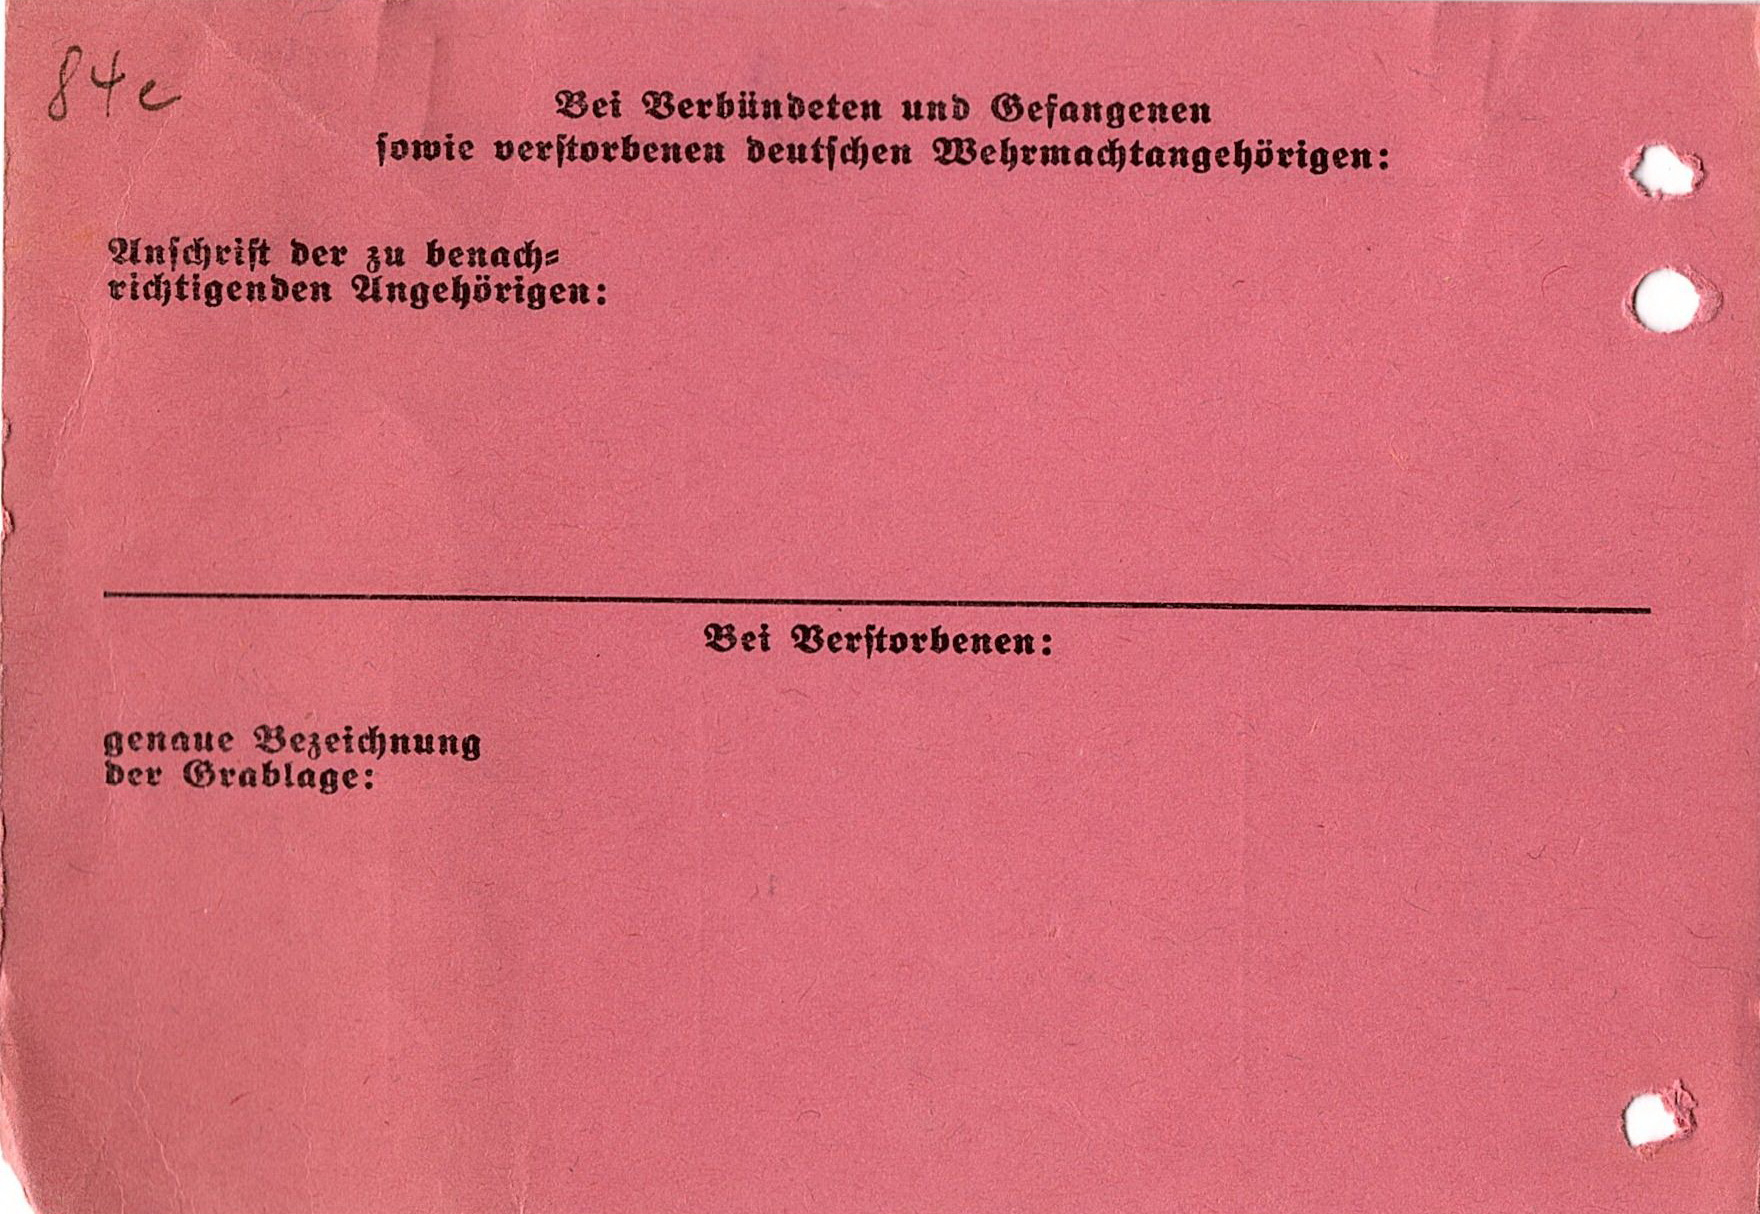 84e
Bei Verbündeten und Gefangenen
sowie verstorbenen deutschen Wehrmachtangehörigen:
Anschrift der zu benach-
richtigenden Angehörigen:
Bei Verstorbenen:
genaue Bezeichnung
der Grablage: